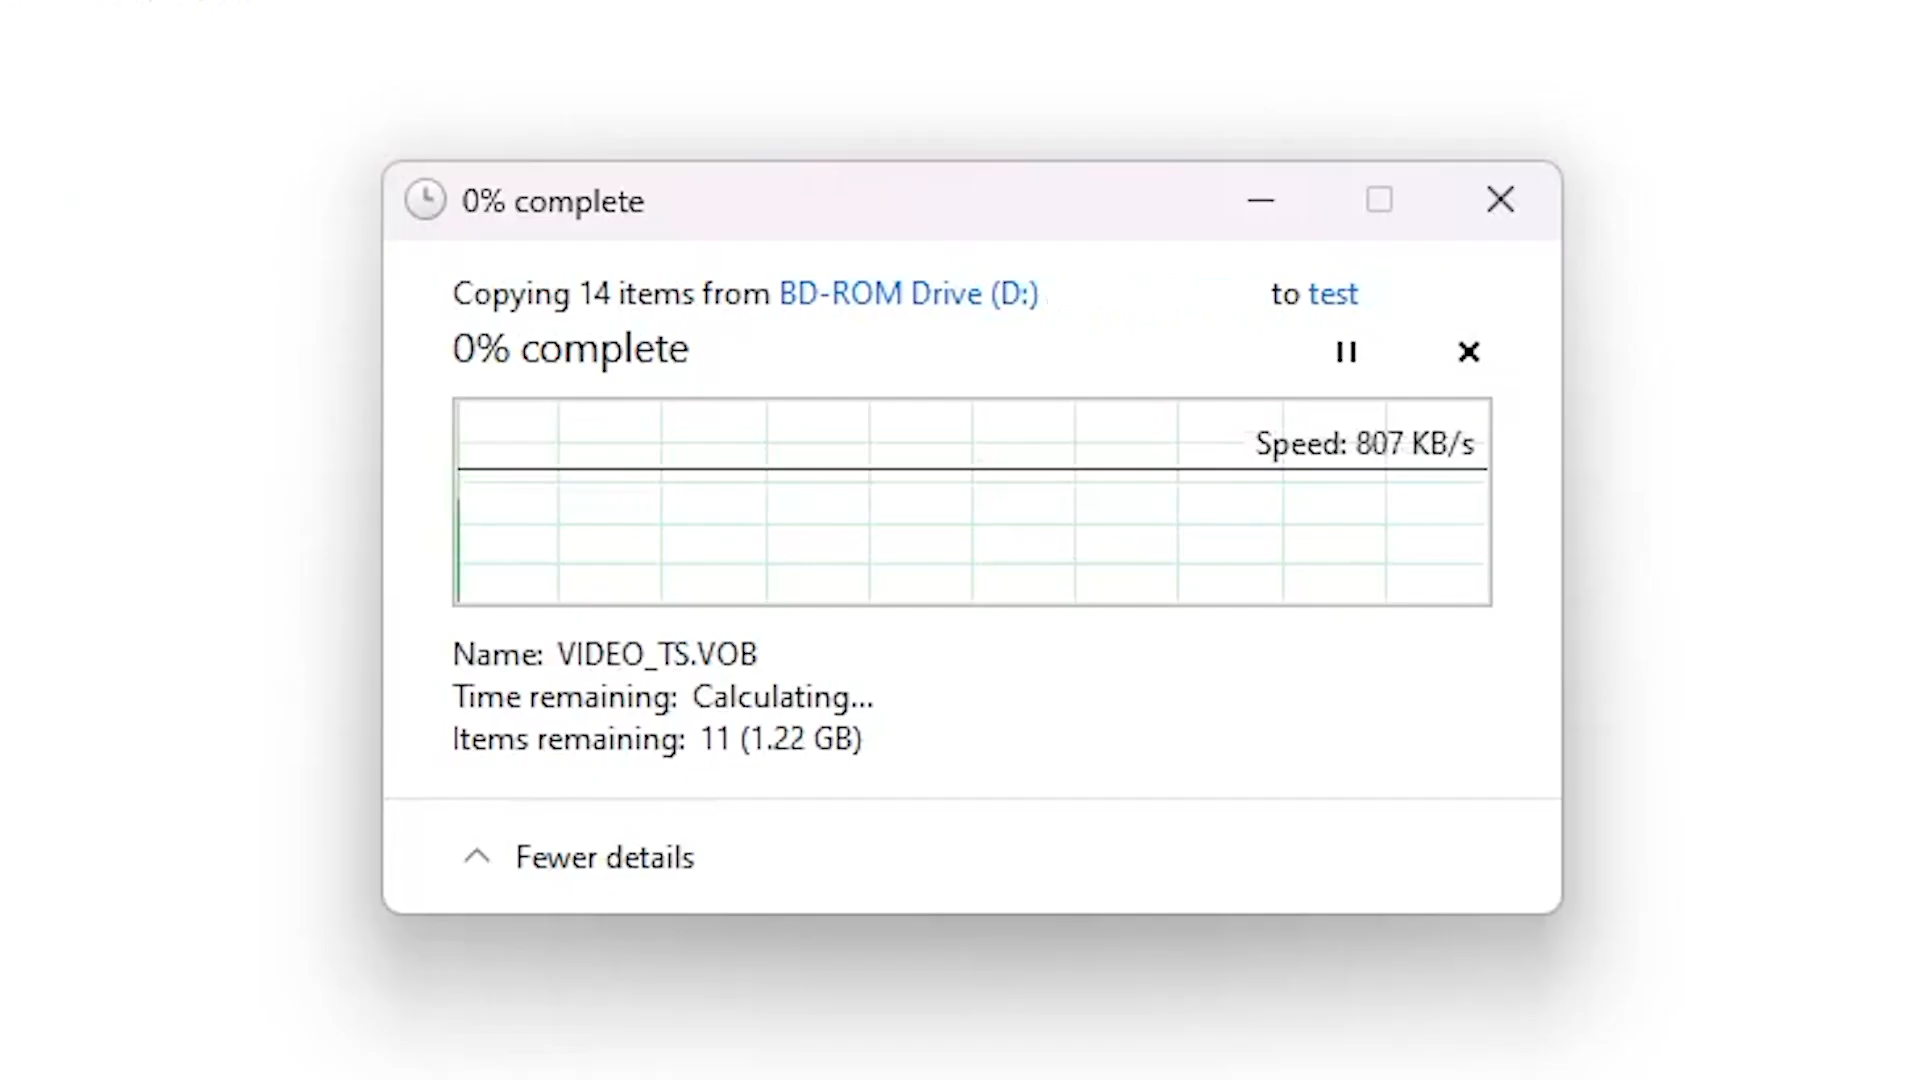 0% complete
Copying 14 items from BD-ROM Drive (D:) to test
0% complete
Speed: 807 KB/s
Name: VIDEO_TS.VOB
Time remaining: Calculating...
Items remaining: 11 (1.22 GB)
Fewer details